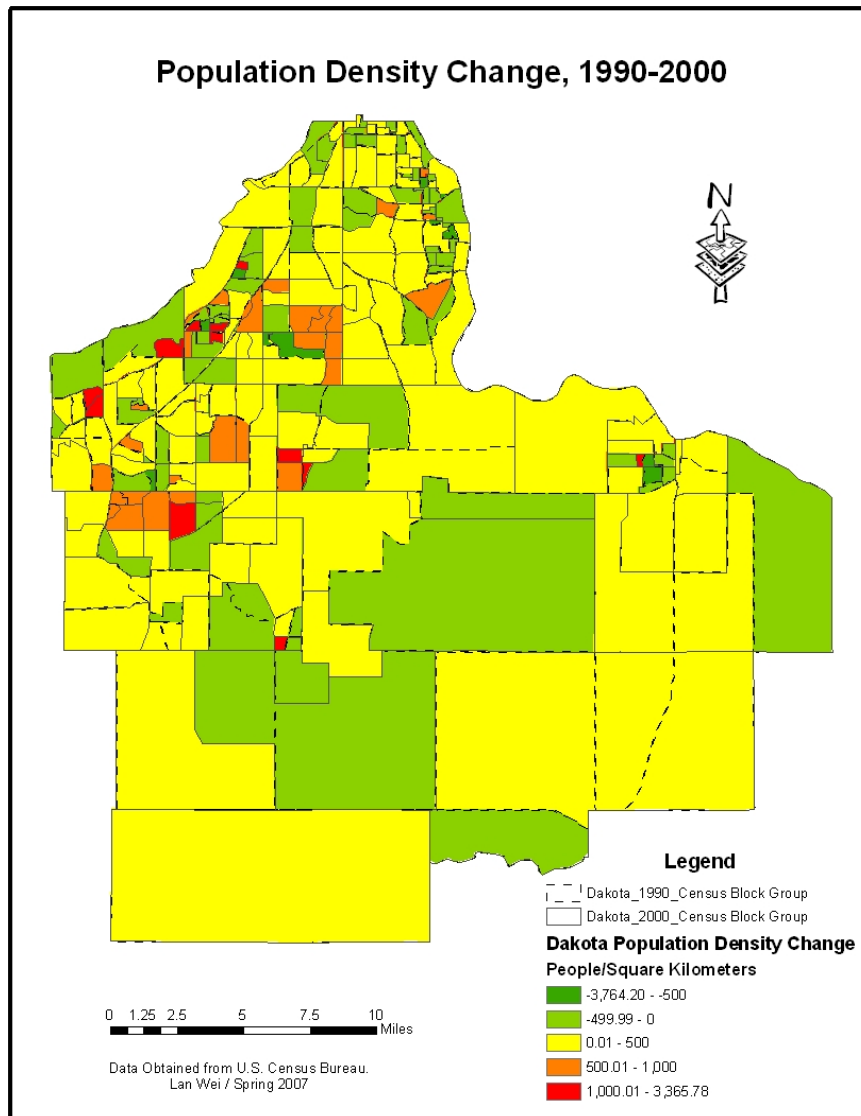 Population Density Change, 1990-2000
N
Legend
Dakota_1990_Census Block Group
Dakota_2000_Census Block Group
Dakota Population Density Change
People/Square Kilometers
-3,764.20 - -500
-499.99 - 0
0.01 - 500
500.01 - 1,000
1,000.01 - 3,365.78
0 1.25 2.5 5 7.5 10
Miles
Data Obtained from U.S. Census Bureau.
Lan Wei / Spring 2007